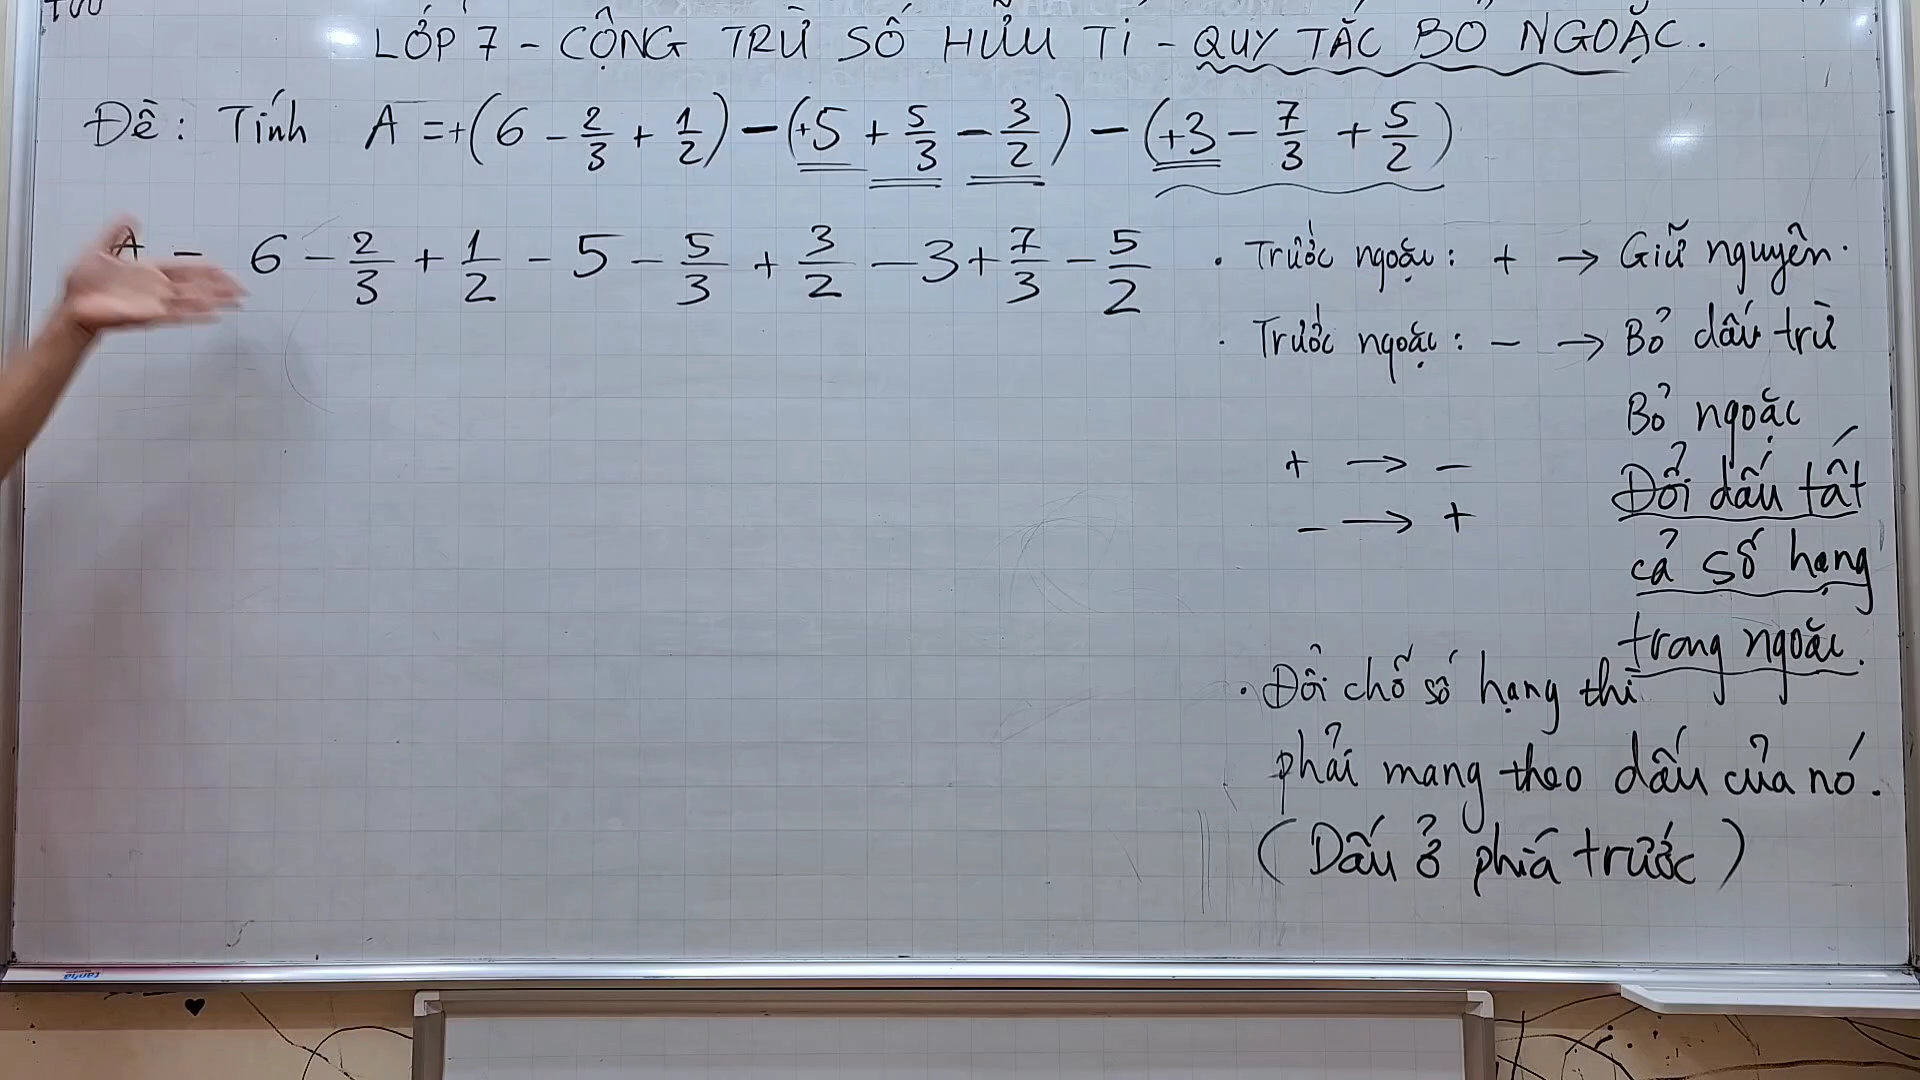 LỚP 7 - CỘNG TRỪ SỐ HỮU TỈ - QUY TẮC BỎ NGOẶC.
Đề: Tính A = +(6 - 2/3 + 1/2) - (+5 + 5/3 - 3/2) - (+3 - 7/3 + 5/2)
A = 6 - 2/3 + 1/2 - 5 - 5/3 + 3/2 - 3 + 7/3 - 5/2
· Trước ngoặc: + → Giữ nguyên.
· Trước ngoặc: - → Bỏ dấu trừ
Bỏ ngoặc
+ → -
Đổi dấu tất
- → +
cả số hạng
trong ngoặc.
· Đổi chỗ số hạng thì
phải mang theo dấu của nó.
(Dấu ở phía trước)